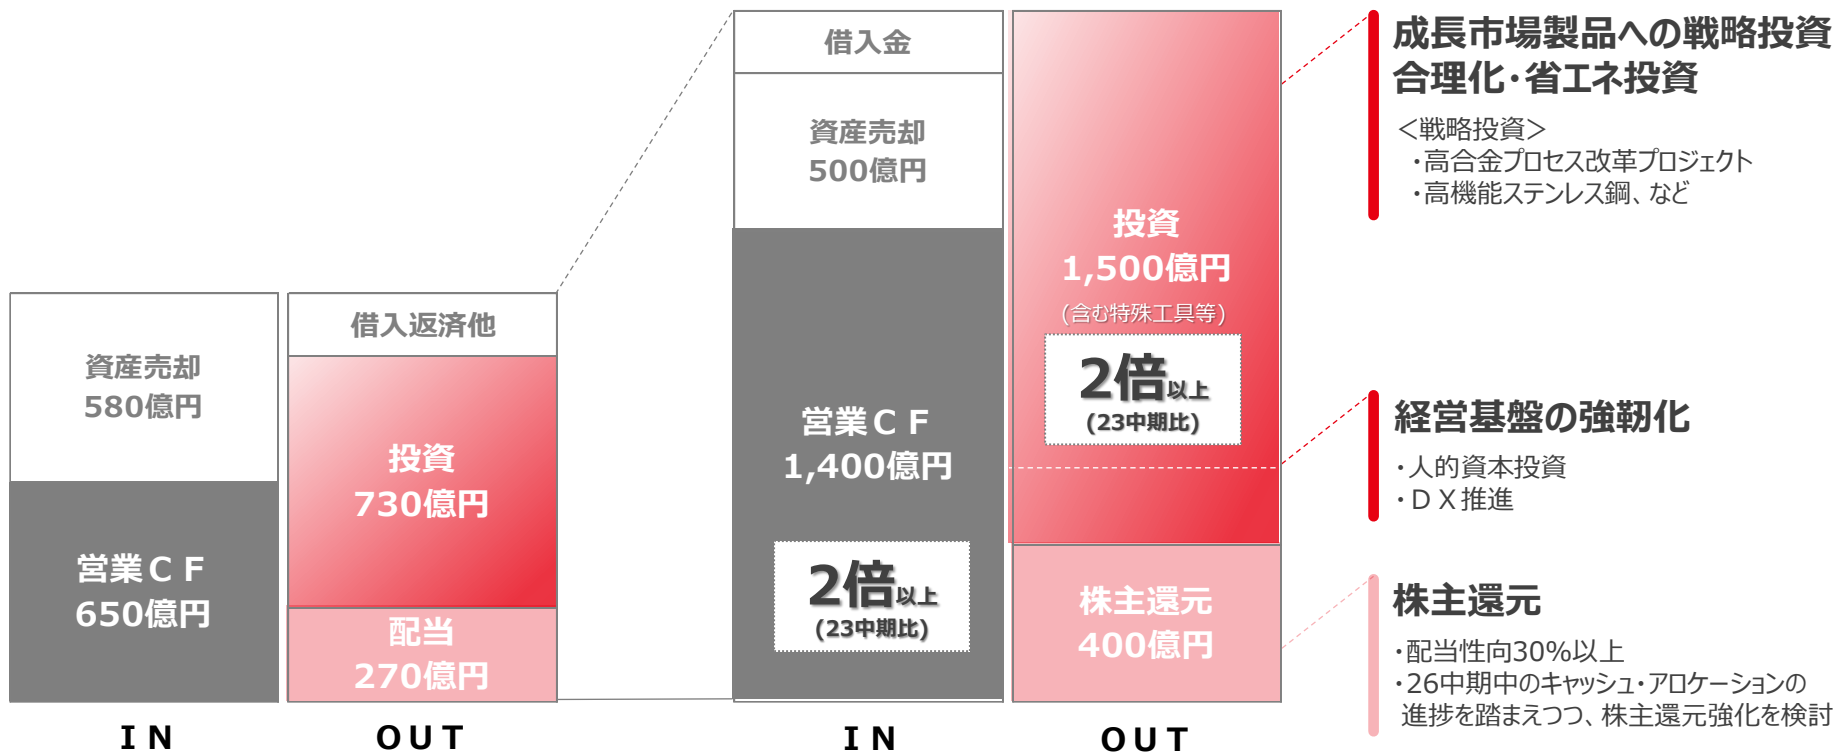 資産売却
580億円
営業ＣＦ
650億円
ＩＮ
借入返済他
投資
730億円
配当
270億円
ＯＵＴ
借入金
資産売却
500億円
営業ＣＦ
1,400億円
2倍以上
(23中期比)
ＩＮ
投資
1,500億円
(含む特殊工具等)
2倍以上
(23中期比)
株主還元
400億円
ＯＵＴ
成長市場製品への戦略投資
合理化・省エネ投資
＜戦略投資＞
・高合金プロセス改革プロジェクト
・高機能ステンレス鋼、など
経営基盤の強靭化
・人的資本投資
・ＤＸ推進
株主還元
・配当性向30%以上
・26中期中のキャッシュ・アロケーションの
進捗を踏まえつつ、株主還元強化を検討